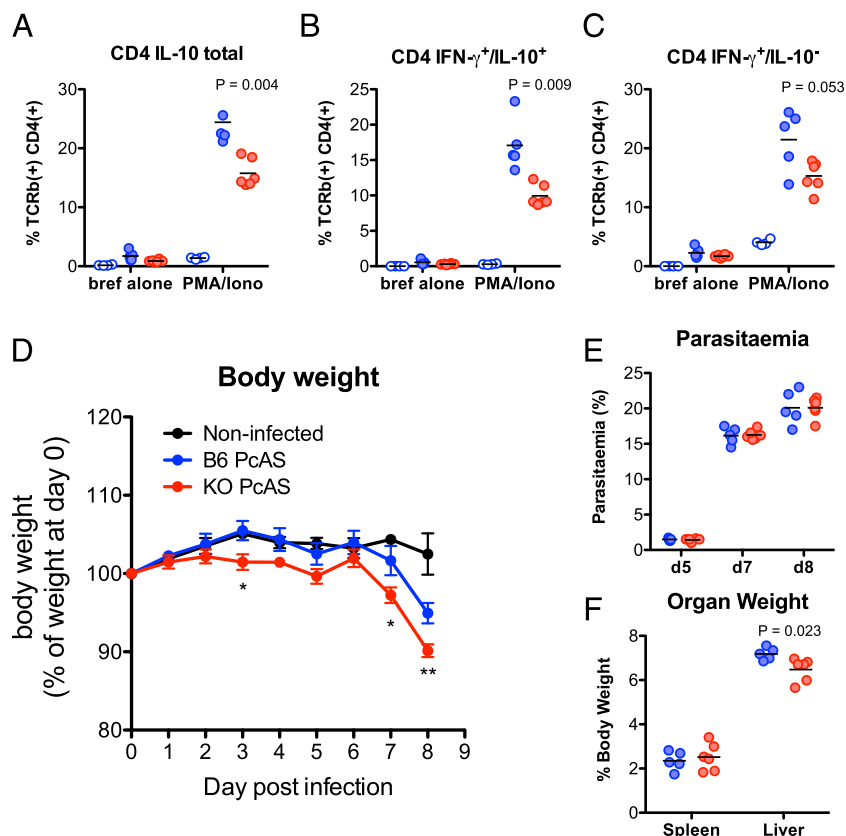 A
CD4 IL-10 total
P = 0.004
% TCRb(+) CD4(+)
30
20
10
0
bref alone PMA/Iono
B
CD4 IFN-γ+/IL-10+
P = 0.009
% TCRb(+) CD4(+)
25
20
15
10
5
0
bref alone PMA/Iono
C
CD4 IFN-γ+/IL-10-
P = 0.053
% TCRb(+) CD4(+)
30
20
10
0
bref alone PMA/Iono
D
Body weight
Non-infected
B6 PcAS
KO PcAS
body weight
(% of weight at day 0)
120
110
100
90
80
*
*
**
0 1 2 3 4 5 6 7 8 9
Day post infection
E
Parasitaemia
Parasitaemia (%)
25
20
15
10
5
0
d5 d7 d8
F
Organ Weight
P = 0.023
% Body Weight
8
6
4
2
0
Spleen Liver